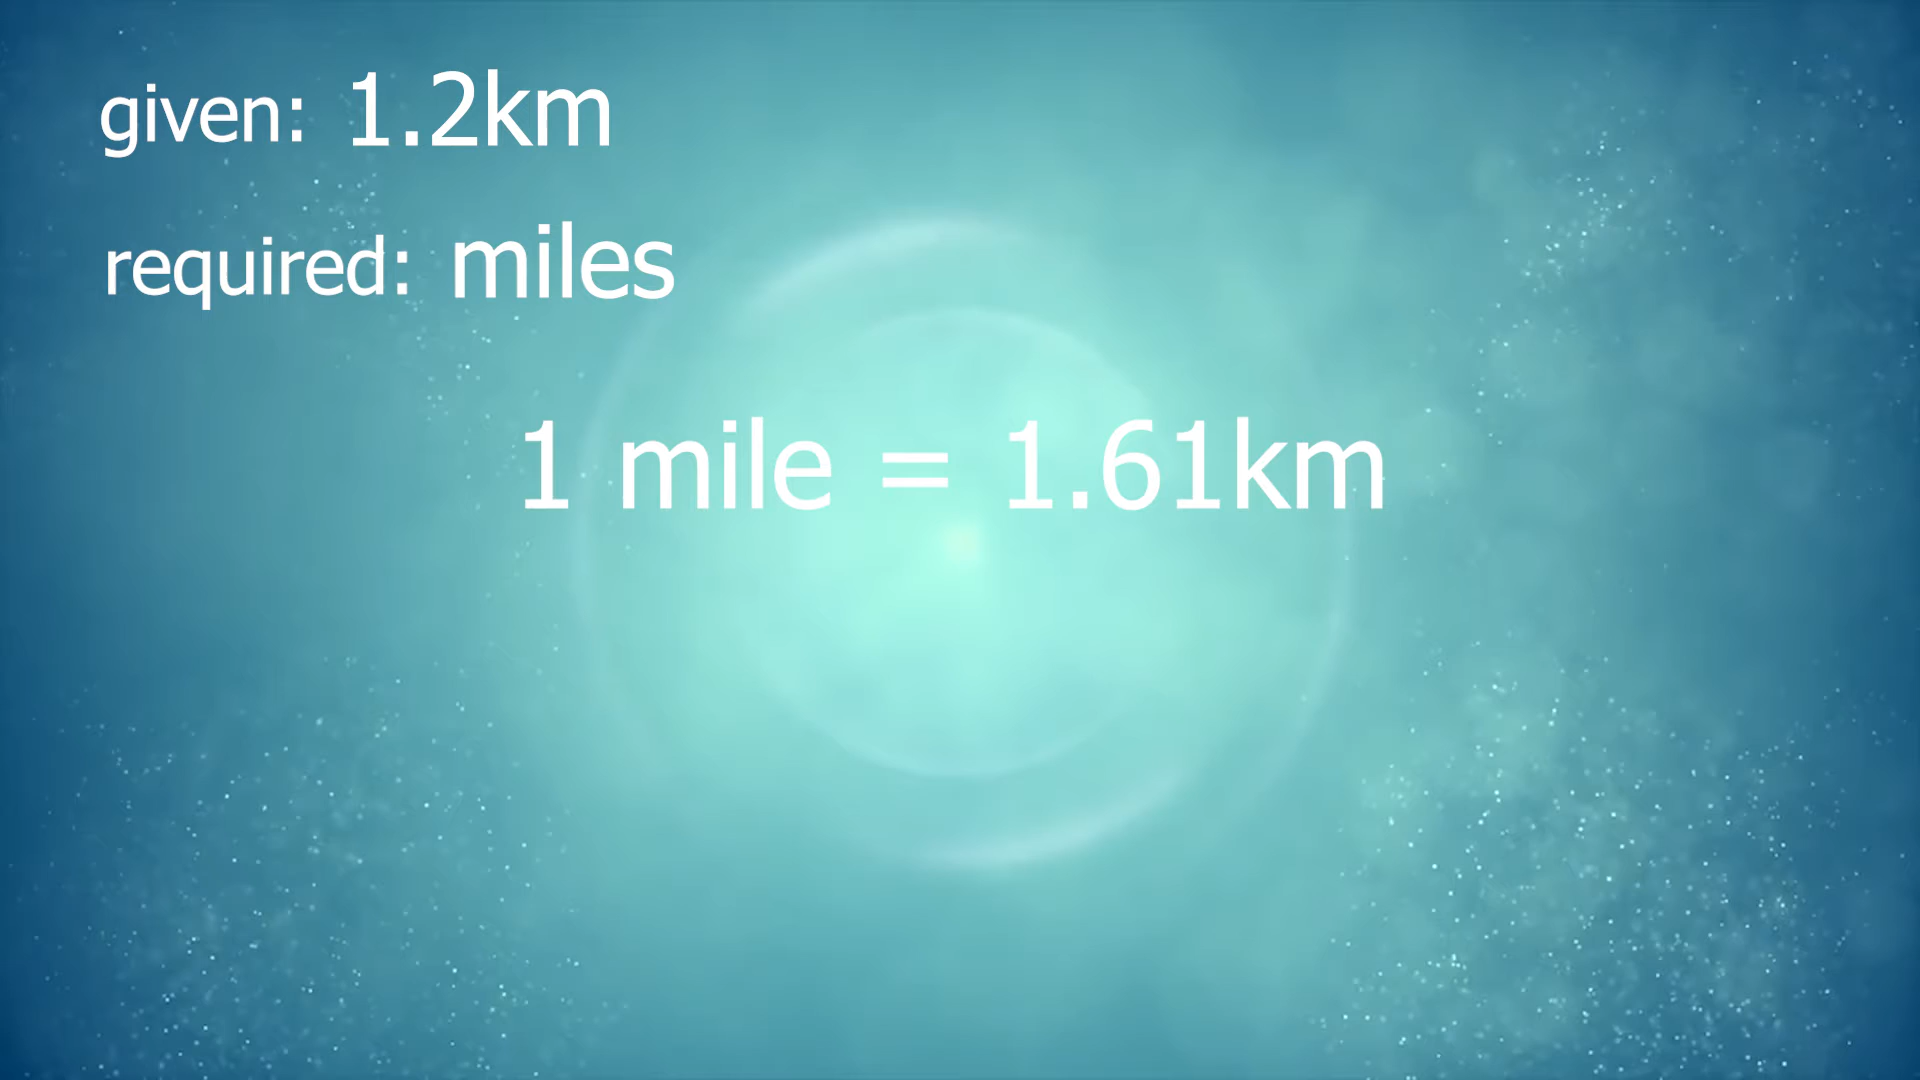 given: 1.2km
required: miles
1 mile = 1.61km